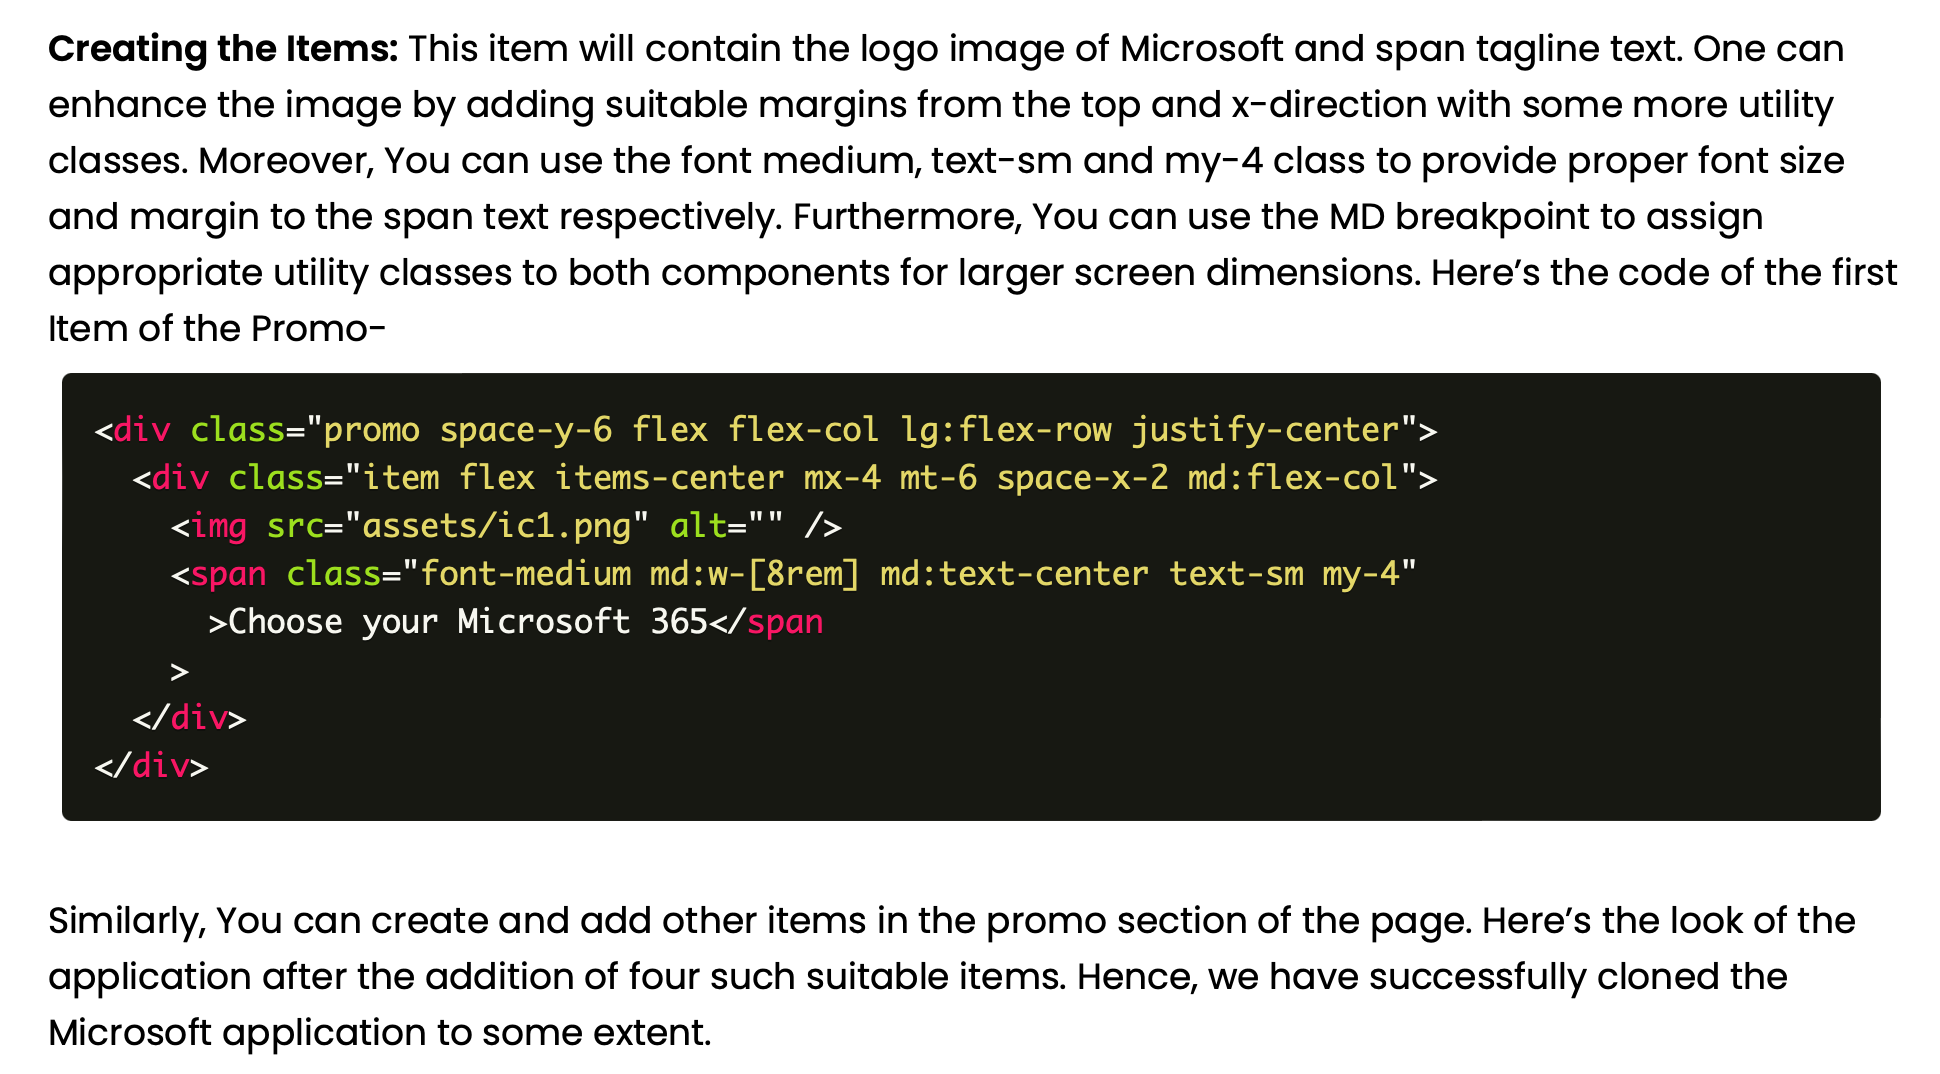 Creating the Items: This item will contain the logo image of Microsoft and span tagline text. One can
enhance the image by adding suitable margins from the top and x-direction with some more utility
classes. Moreover, You can use the font medium, text-sm and my-4 class to provide proper font size
and margin to the span text respectively. Furthermore, You can use the MD breakpoint to assign
appropriate utility classes to both components for larger screen dimensions. Here’s the code of the first
Item of the Promo-
<div class="promo space-y-6 flex flex-col lg:flex-row justify-center">
  <div class="item flex items-center mx-4 mt-6 space-x-2 md:flex-col">
    <img src="assets/ic1.png" alt="" />
    <span class="font-medium md:w-[8rem] md:text-center text-sm my-4"
      >Choose your Microsoft 365</span
    >
  </div>
</div>
Similarly, You can create and add other items in the promo section of the page. Here’s the look of the
application after the addition of four such suitable items. Hence, we have successfully cloned the
Microsoft application to some extent.